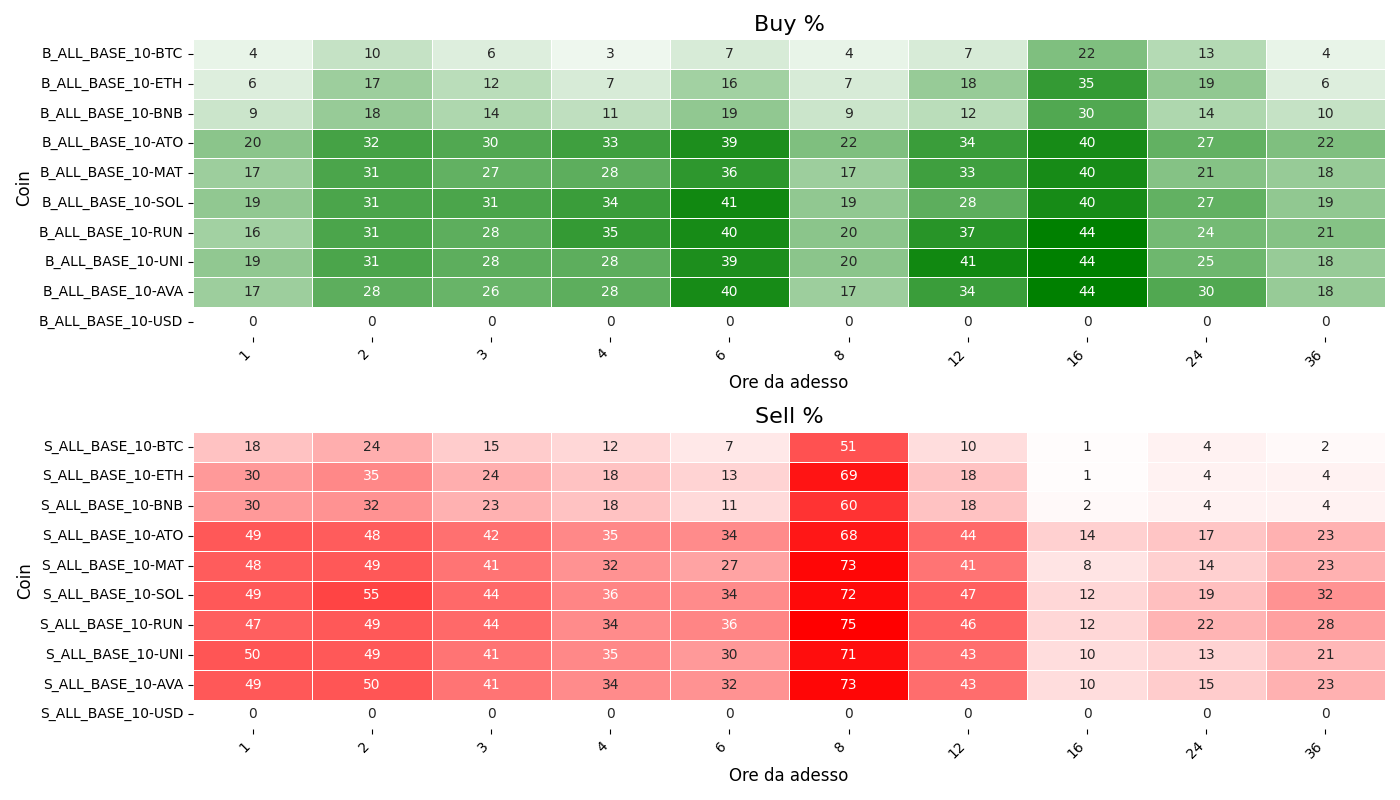 Buy %
Coin
B_ALL_BASE_10-BTC 4 10 6 3 7 4 7 22 13 4
B_ALL_BASE_10-ETH 6 17 12 7 16 7 18 35 19 6
B_ALL_BASE_10-BNB 9 18 14 11 19 9 12 30 14 10
B_ALL_BASE_10-ATO 20 32 30 33 39 22 34 40 27 22
B_ALL_BASE_10-MAT 17 31 27 28 36 17 33 40 21 18
B_ALL_BASE_10-SOL 19 31 31 34 41 19 28 40 27 19
B_ALL_BASE_10-RUN 16 31 28 35 40 20 37 44 24 21
B_ALL_BASE_10-UNI 19 31 28 28 39 20 41 44 25 18
B_ALL_BASE_10-AVA 17 28 26 28 40 17 34 44 30 18
B_ALL_BASE_10-USD 0 0 0 0 0 0 0 0 0 0
1 2 3 4 6 8 12 16 24 36
Ore da adesso
Sell %
Coin
S_ALL_BASE_10-BTC 18 24 15 12 7 51 10 1 4 2
S_ALL_BASE_10-ETH 30 35 24 18 13 69 18 1 4 4
S_ALL_BASE_10-BNB 30 32 23 18 11 60 18 2 4 4
S_ALL_BASE_10-ATO 49 48 42 35 34 68 44 14 17 23
S_ALL_BASE_10-MAT 48 49 41 32 27 73 41 8 14 23
S_ALL_BASE_10-SOL 49 55 44 36 34 72 47 12 19 32
S_ALL_BASE_10-RUN 47 49 44 34 36 75 46 12 22 28
S_ALL_BASE_10-UNI 50 49 41 35 30 71 43 10 13 21
S_ALL_BASE_10-AVA 49 50 41 34 32 73 43 10 15 23
S_ALL_BASE_10-USD 0 0 0 0 0 0 0 0 0 0
1 2 3 4 6 8 12 16 24 36
Ore da adesso